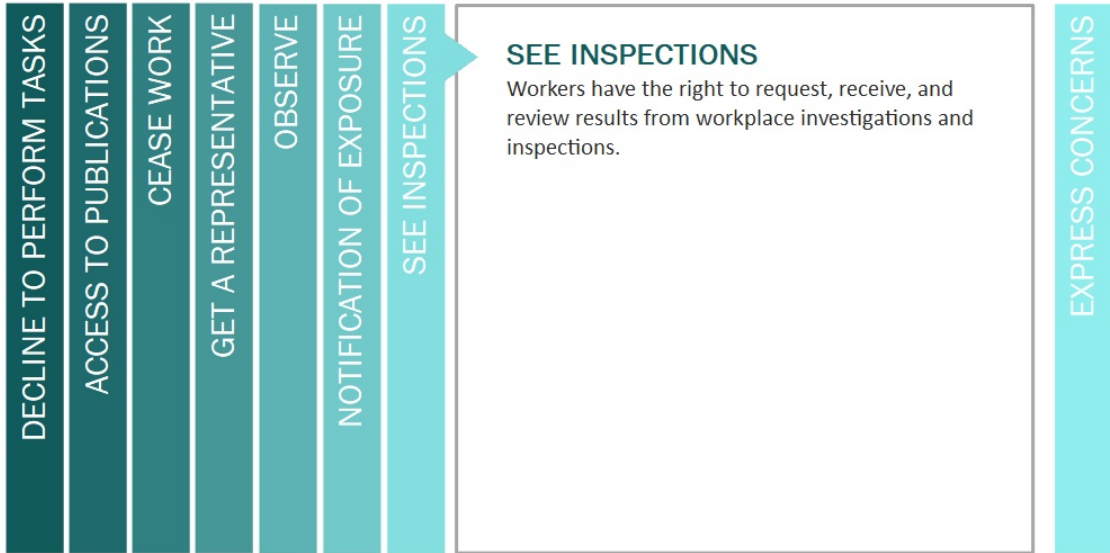 DECLINE TO PERFORM TASKS
ACCESS TO PUBLICATIONS
CEASE WORK
GET A REPRESENTATIVE
OBSERVE
NOTIFICATION OF EXPOSURE
SEE INSPECTIONS
SEE INSPECTIONS
Workers have the right to request, receive, and
review results from workplace investigations and
inspections.
EXPRESS CONCERNS